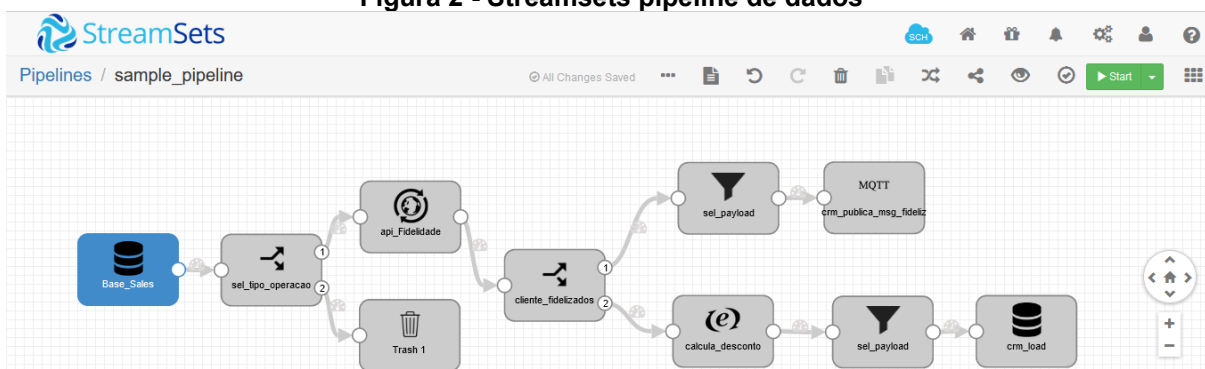 Figura 2 - Streamsets pipeline de dados
StreamSets
SCH
Pipelines / sample_pipeline
All Changes Saved
Start
Base_Sales
sel_tipo_operacao
1
2
api_Fidelidade
Trash 1
cliente_fidelizados
1
2
sel_payload
MQTT
crm_publica_msg_fideliz
(e)
calcula_desconto
sel_payload
crm_load